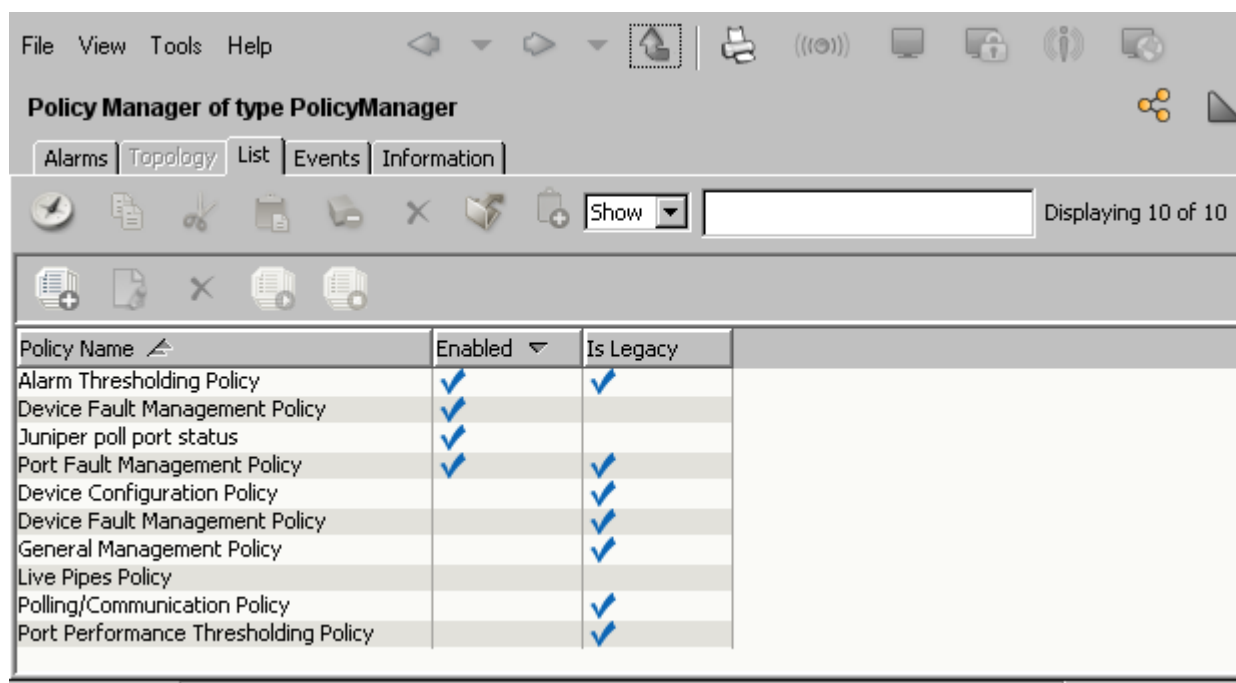 File View Tools Help
Policy Manager of type PolicyManager
Alarms Topology List Events Information
Show Displaying 10 of 10
Policy Name Enabled Is Legacy
Alarm Thresholding Policy
Device Fault Management Policy
Juniper poll port status
Port Fault Management Policy
Device Configuration Policy
Device Fault Management Policy
General Management Policy
Live Pipes Policy
Polling/Communication Policy
Port Performance Thresholding Policy